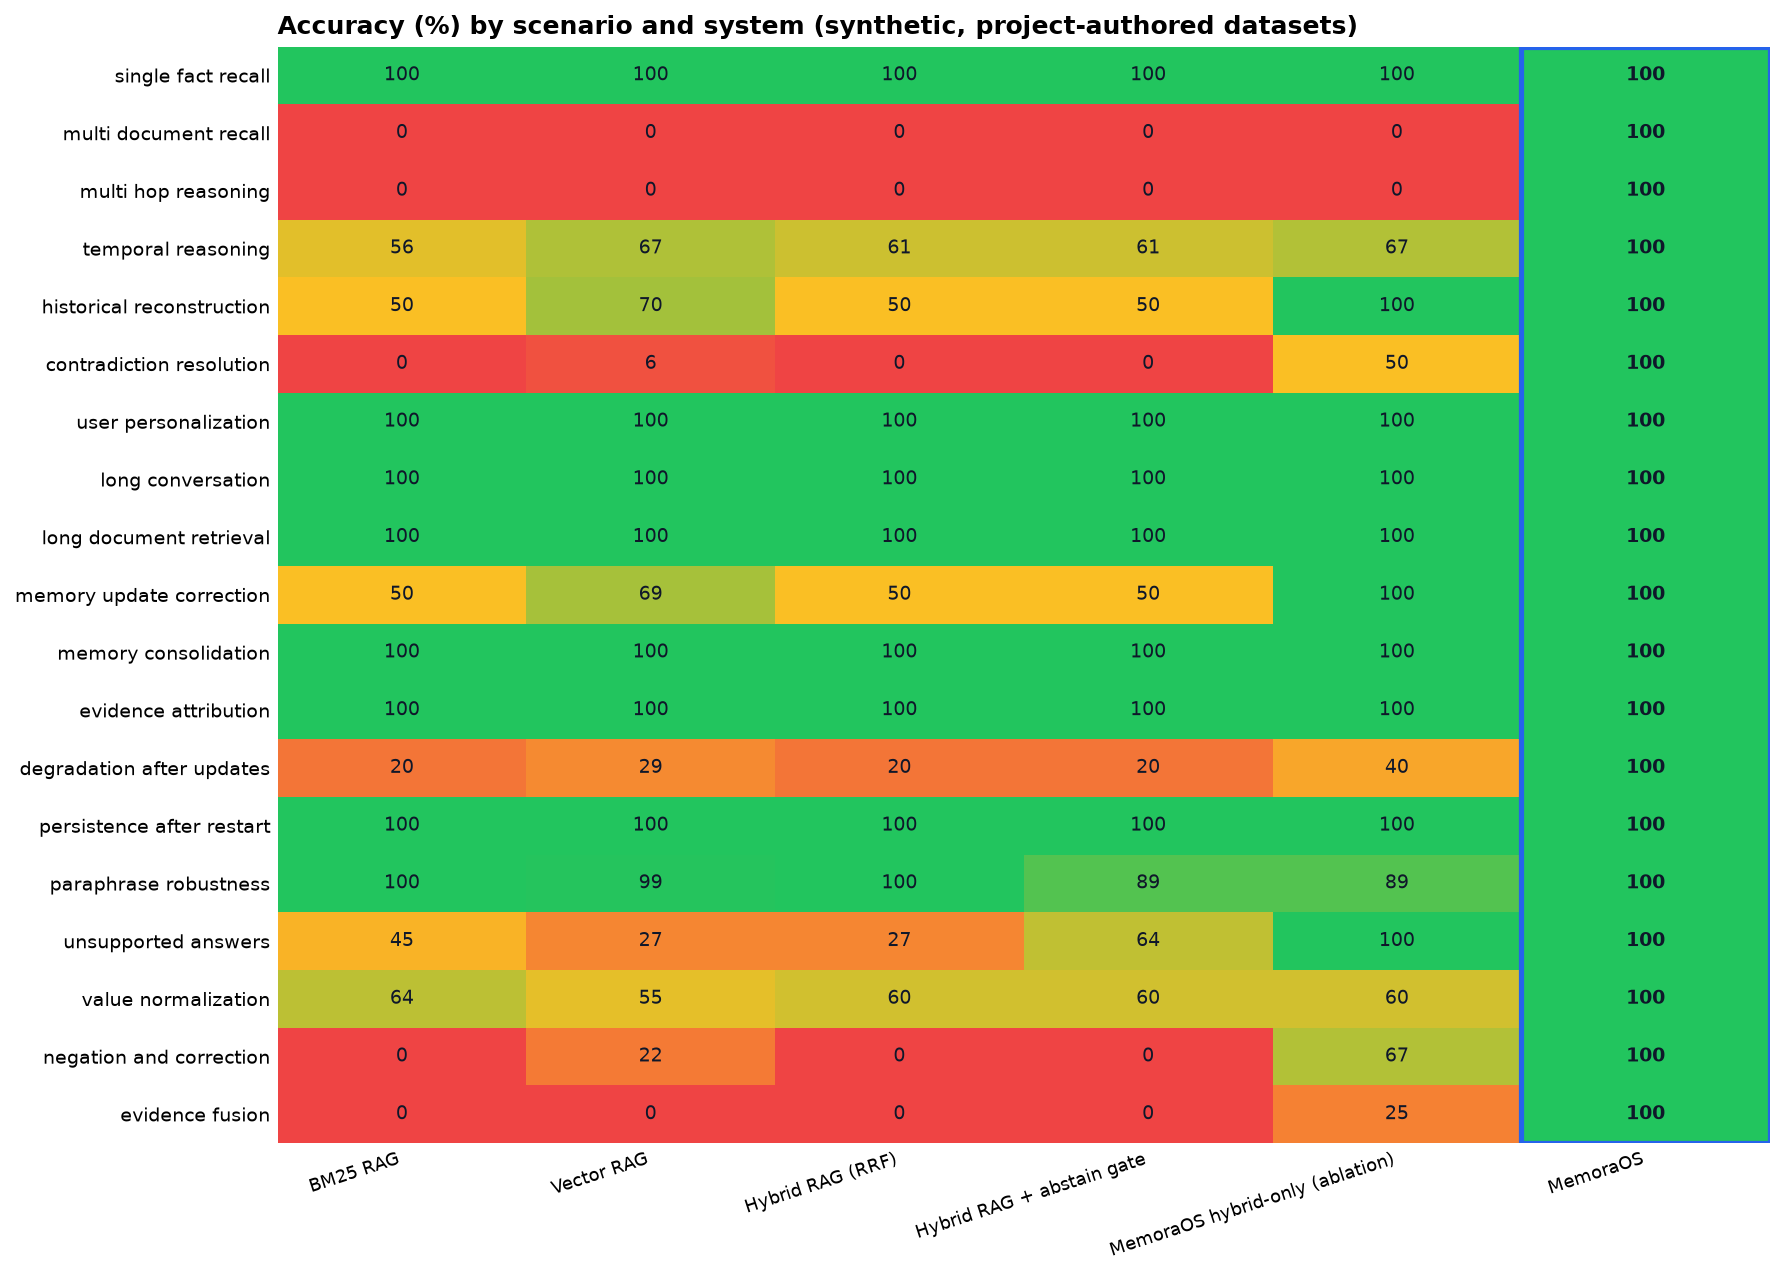 Accuracy (%) by scenario and system (synthetic, project-authored datasets)
single fact recall 100 100 100 100 100 100
multi document recall 0 0 0 0 0 100
multi hop reasoning 0 0 0 0 0 100
temporal reasoning 56 67 61 61 67 100
historical reconstruction 50 70 50 50 100 100
contradiction resolution 0 6 0 0 50 100
user personalization 100 100 100 100 100 100
long conversation 100 100 100 100 100 100
long document retrieval 100 100 100 100 100 100
memory update correction 50 69 50 50 100 100
memory consolidation 100 100 100 100 100 100
evidence attribution 100 100 100 100 100 100
degradation after updates 20 29 20 20 40 100
persistence after restart 100 100 100 100 100 100
paraphrase robustness 100 99 100 89 89 100
unsupported answers 45 27 27 64 100 100
value normalization 64 55 60 60 60 100
negation and correction 0 22 0 0 67 100
evidence fusion 0 0 0 0 25 100
BM25 RAG
Vector RAG
Hybrid RAG (RRF)
Hybrid RAG + abstain gate
MemoraOS hybrid-only (ablation)
MemoraOS